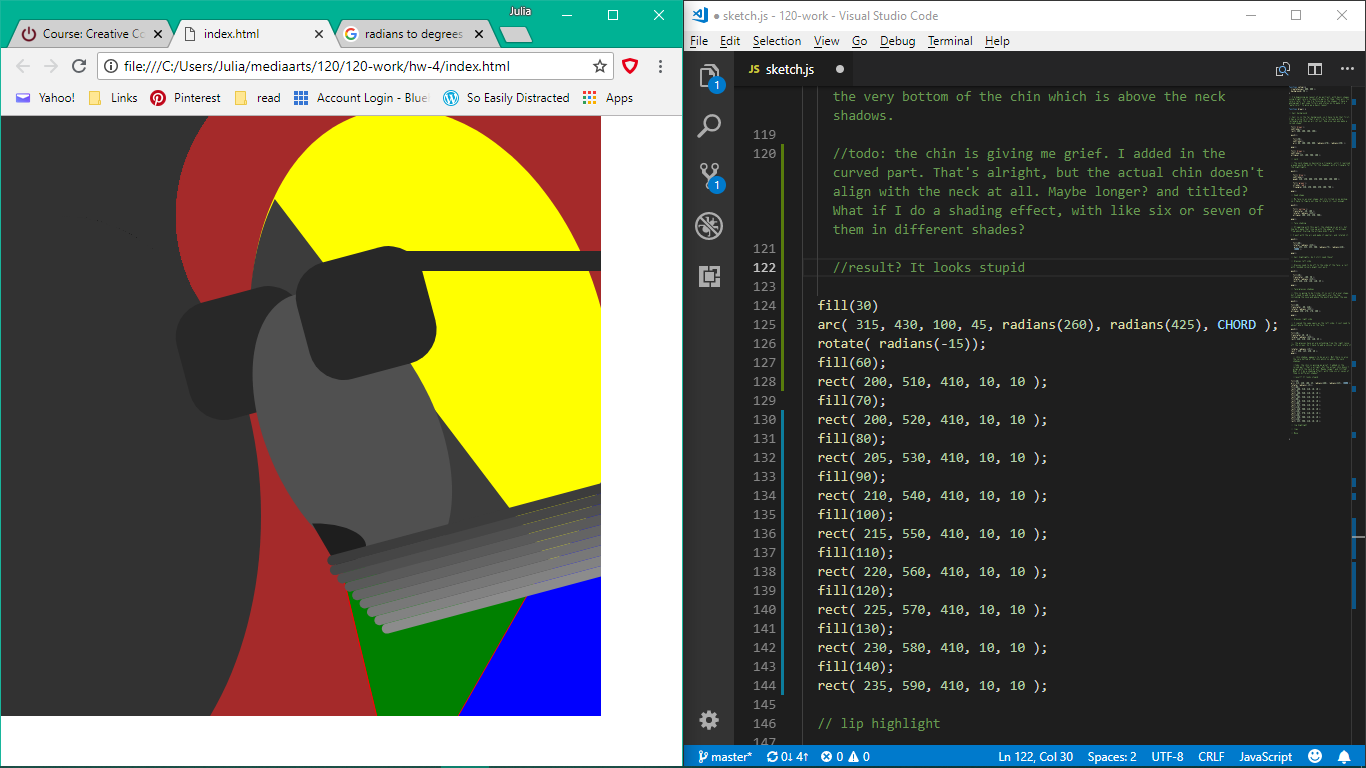 Julia
Course: Creative Co
index.html
radians to degrees
file:///C:/Users/Julia/mediaarts/120/120-work/hw-4/index.html
Yahoo!
Links
Pinterest
read
Account Login - Blue
So Easily Distracted
Apps
● sketch.js - 120-work - Visual Studio Code
File Edit Selection View Go Debug Terminal Help
JS sketch.js ●
1
1
the very bottom of the chin which is above the neck
shadows.
119
120 //todo: the chin is giving me grief. I added in the
curved part. That's alright, but the actual chin doesn't
align with the neck at all. Maybe longer? and titlted?
What if I do a shading effect, with like six or seven of
them in different shades?
121
122 //result? It looks stupid
123
124 fill(30)
125 arc( 315, 430, 100, 45, radians(260), radians(425), CHORD );
126 rotate( radians(-15));
127 fill(60);
128 rect( 200, 510, 410, 10, 10 );
129 fill(70);
130 rect( 200, 520, 410, 10, 10 );
131 fill(80);
132 rect( 205, 530, 410, 10, 10 );
133 fill(90);
134 rect( 210, 540, 410, 10, 10 );
135 fill(100);
136 rect( 215, 550, 410, 10, 10 );
137 fill(110);
138 rect( 220, 560, 410, 10, 10 );
139 fill(120);
140 rect( 225, 570, 410, 10, 10 );
141 fill(130);
142 rect( 230, 580, 410, 10, 10 );
143 fill(140);
144 rect( 235, 590, 410, 10, 10 );
145
146 // lip highlight
147
master* 0↓ 4↑ 0 0 Ln 122, Col 30 Spaces: 2 UTF-8 CRLF JavaScript